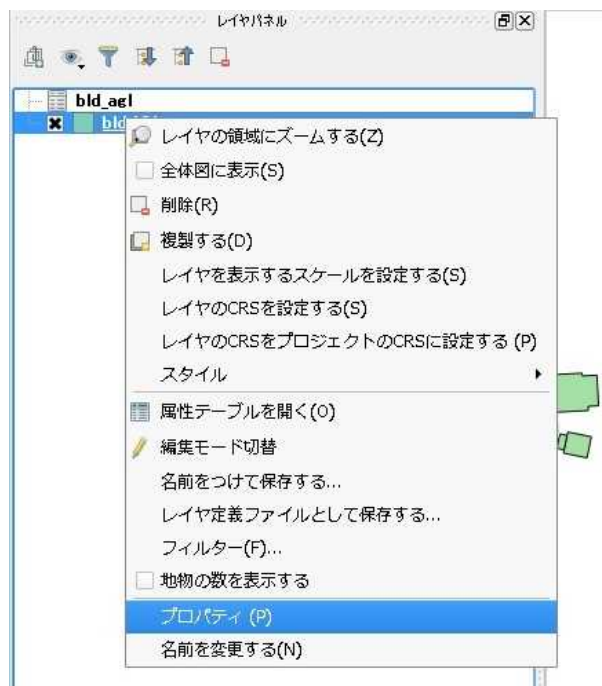 レイヤパネル
bld_agl
bld
レイヤの領域にズームする(Z)
全体図に表示(S)
削除(R)
複製する(D)
レイヤを表示するスケールを設定する(S)
レイヤのCRSを設定する(S)
レイヤのCRSをプロジェクトのCRSに設定する (P)
スタイル
属性テーブルを開く(O)
編集モード切替
名前をつけて保存する...
レイヤ定義ファイルとして保存する...
フィルター(F)...
地物の数を表示する
プロパティ (P)
名前を変更する(N)